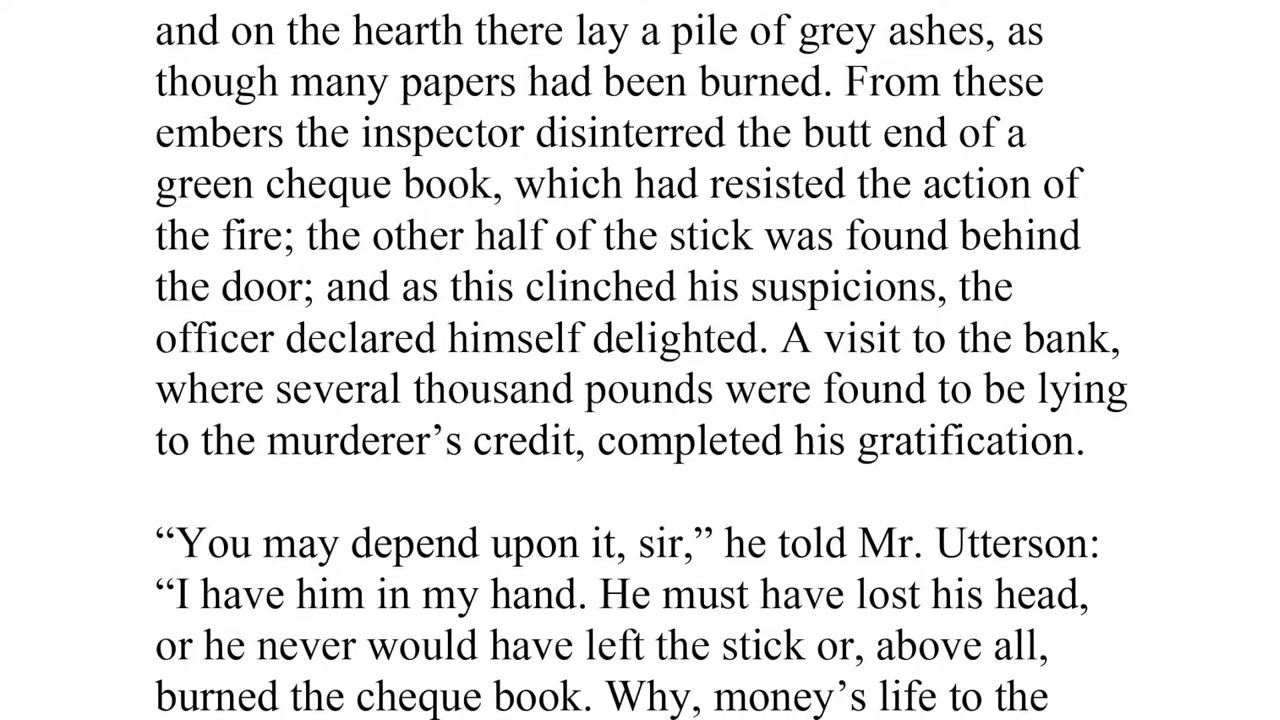 and on the hearth there lay a pile of grey ashes, as
though many papers had been burned. From these
embers the inspector disinterred the butt end of a
green cheque book, which had resisted the action of
the fire; the other half of the stick was found behind
the door; and as this clinched his suspicions, the
officer declared himself delighted. A visit to the bank,
where several thousand pounds were found to be lying
to the murderer’s credit, completed his gratification.

“You may depend upon it, sir,” he told Mr. Utterson:
“I have him in my hand. He must have lost his head,
or he never would have left the stick or, above all,
burned the cheque book. Why, money’s life to the